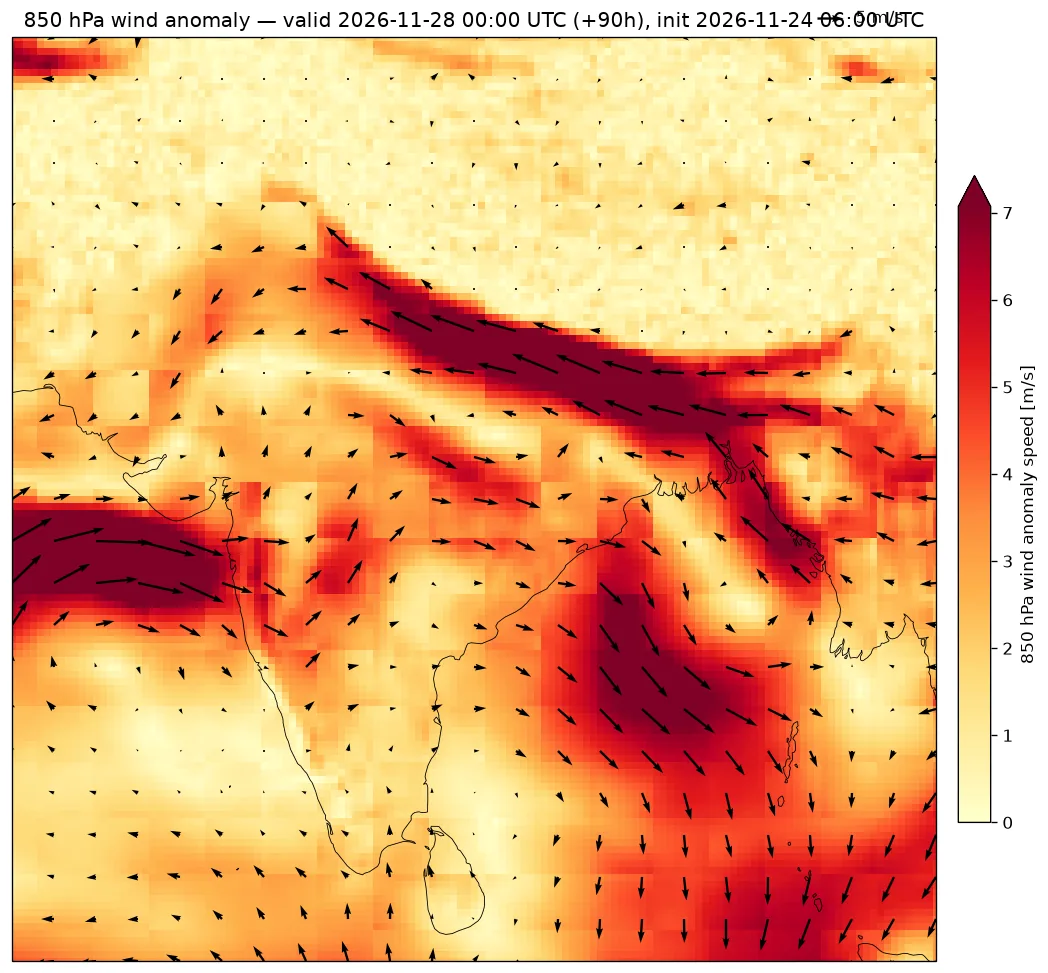 850 hPa wind anomaly — valid 2026-11-28 00:00 UTC (+90h), init 2026-11-24 06:00 UTC
5 m/s
7
6
5
4
3
2
1
0
850 hPa wind anomaly speed [m/s]